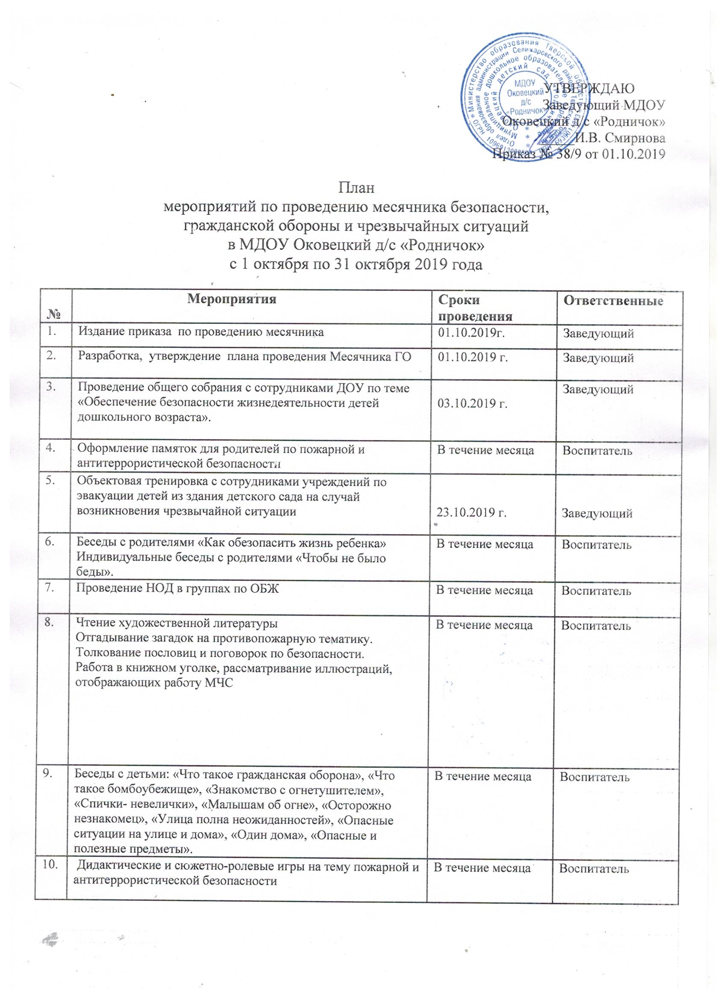 Министерство образования Тверской области
Отдел образования администрации Селижаровского района Тверской
Муниципальное дошкольное образовательное учреждение
Оковецкий детский сад «Родничок»
МДОУ
Оковецкий
д/с
«Родничок»
УТВЕРЖДАЮ
Заведующий МДОУ
Оковецкий д/с «Родничок»
И.В. Смирнова
Приказ № 38/9 от 01.10.2019
План
мероприятий по проведению месячника безопасности,
гражданской обороны и чрезвычайных ситуаций
в МДОУ Оковецкий д/с «Родничок»
с 1 октября по 31 октября 2019 года
№ Мероприятия Сроки проведения Ответственные
1. Издание приказа по проведению месячника 01.10.2019г. Заведующий
2. Разработка, утверждение плана проведения Месячника ГО 01.10.2019 г. Заведующий
3. Проведение общего собрания с сотрудниками ДОУ по теме
«Обеспечение безопасности жизнедеятельности детей
дошкольного возраста».
03.10.2019 г. Заведующий
4. Оформление памяток для родителей по пожарной и
антитеррористической безопасности
В течение месяца Воспитатель
5. Объектовая тренировка с сотрудниками учреждений по
эвакуации детей из здания детского сада на случай
возникновения чрезвычайной ситуации
23.10.2019 г. Заведующий
6. Беседы с родителями «Как обезопасить жизнь ребенка»
Индивидуальные беседы с родителями «Чтобы не было
беды».
В течение месяца Воспитатель
7. Проведение НОД в группах по ОБЖ В течение месяца Воспитатель
8. Чтение художественной литературы
Отгадывание загадок на противопожарную тематику.
Толкование пословиц и поговорок по безопасности.
Работа в книжном уголке, рассматривание иллюстраций,
отображающих работу МЧС
В течение месяца Воспитатель
9. Беседы с детьми: «Что такое гражданская оборона», «Что
такое бомбоубежище», «Знакомство с огнетушителем»,
«Спички- невелички», «Малышам об огне», «Осторожно
незнакомец», «Улица полна неожиданностей», «Опасные
ситуации на улице и дома», «Один дома», «Опасные и
полезные предметы».
В течение месяца Воспитатель
10. Дидактические и сюжетно-ролевые игры на тему пожарной и
антитеррористической безопасности
В течение месяца Воспитатель